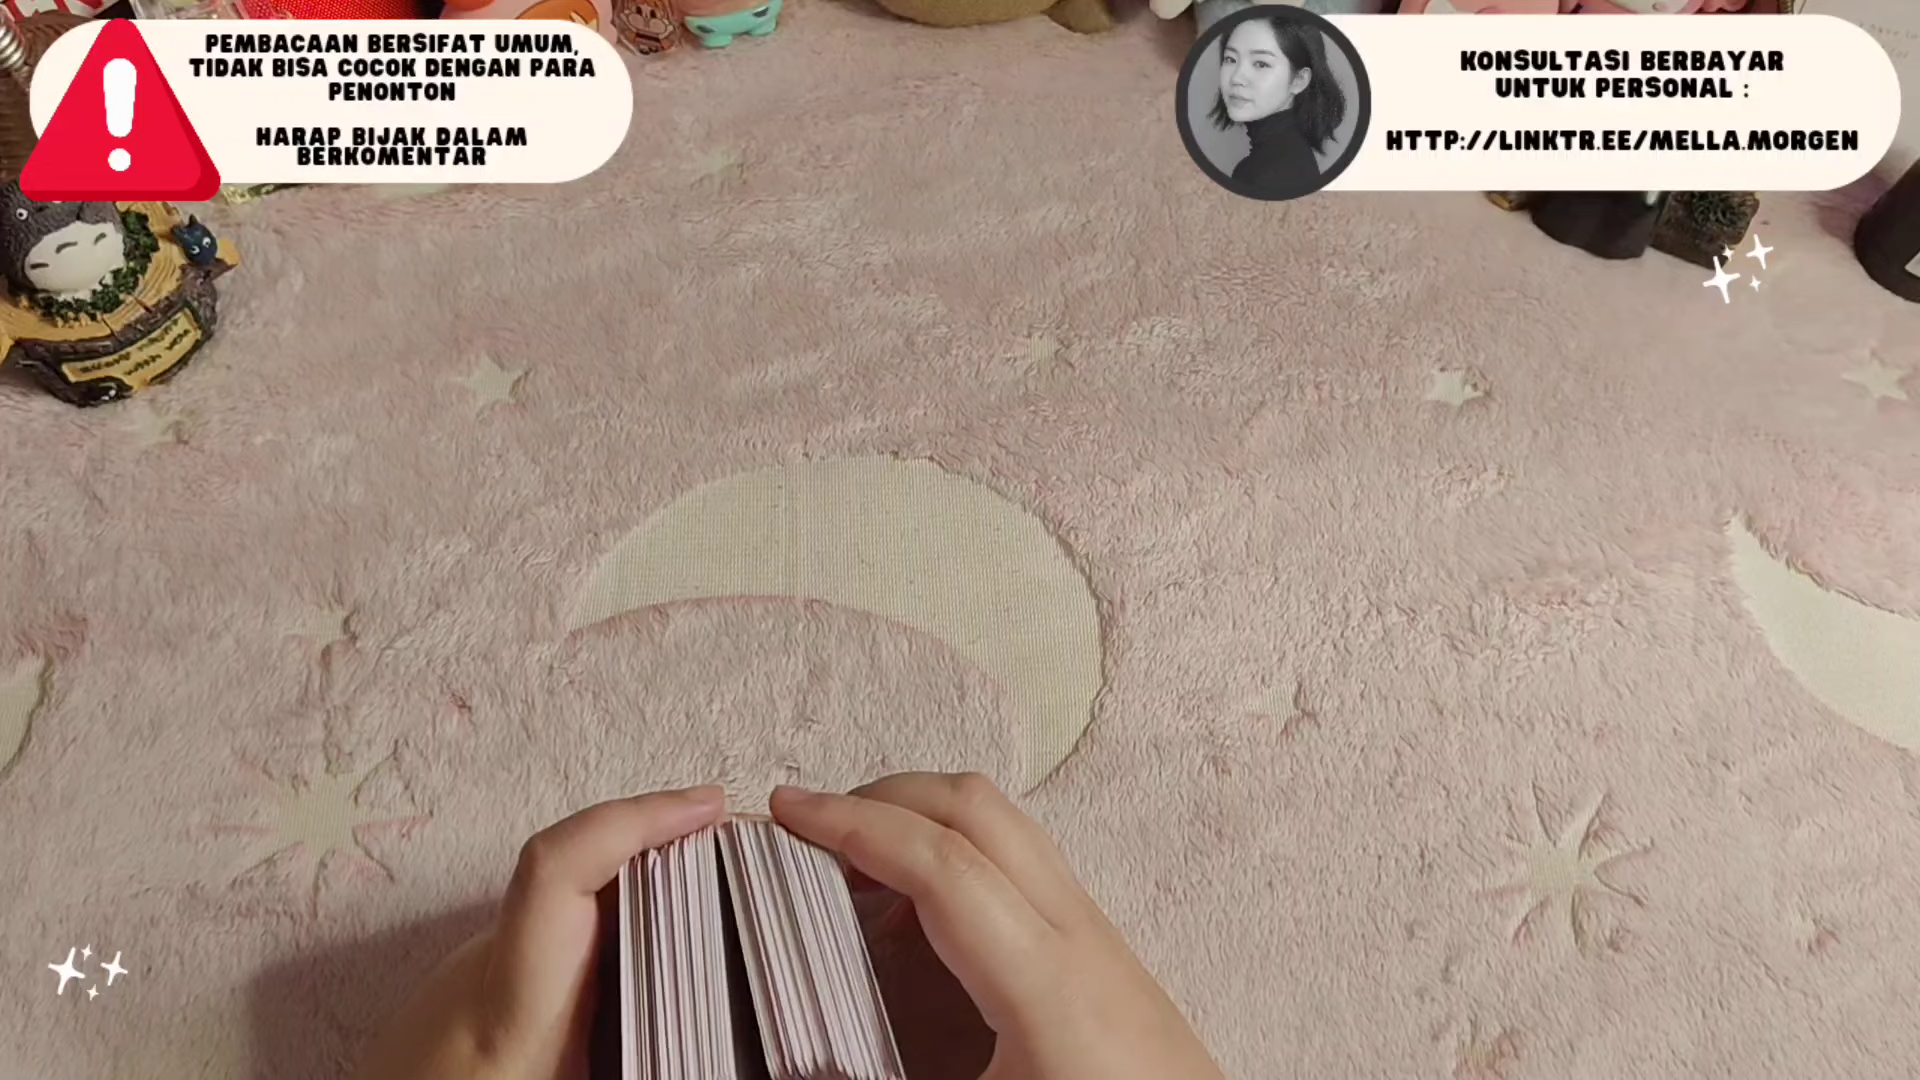 PEMBACAAN BERSIFAT UMUM,
TIDAK BISA COCOK DENGAN PARA
PENONTON
HARAP BIJAK DALAM
BERKOMENTAR
KONSULTASI BERBAYAR
UNTUK PERSONAL :
HTTP://LINKTR.EE/MELLA.MORGEN